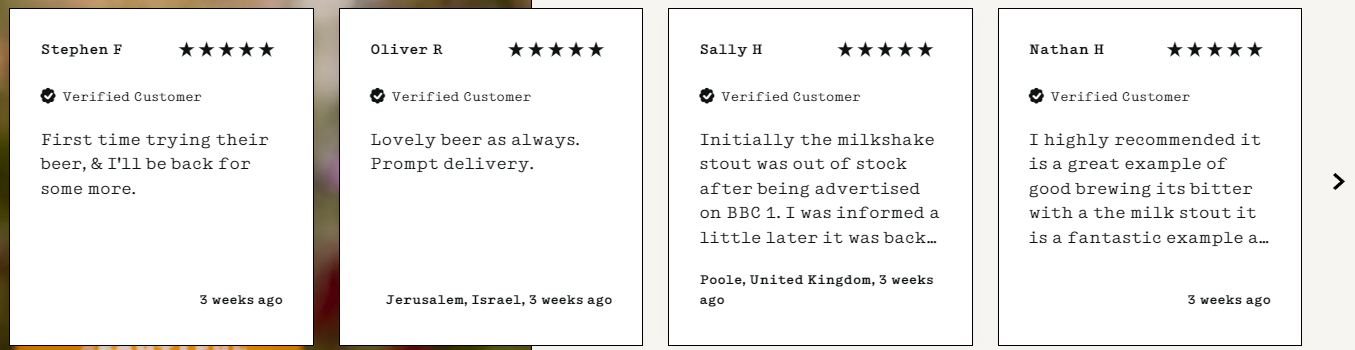 Stephen F ★★★★★
Verified Customer
First time trying their
beer, & I'll be back for
some more.
3 weeks ago
Oliver R ★★★★★
Verified Customer
Lovely beer as always.
Prompt delivery.
Jerusalem, Israel, 3 weeks ago
Sally H ★★★★★
Verified Customer
Initially the milkshake
stout was out of stock
after being advertised
on BBC 1. I was informed a
little later it was back…
Poole, United Kingdom, 3 weeks
ago
Nathan H ★★★★★
Verified Customer
I highly recommended it
is a great example of
good brewing its bitter
with a the milk stout it
is a fantastic example a…
3 weeks ago